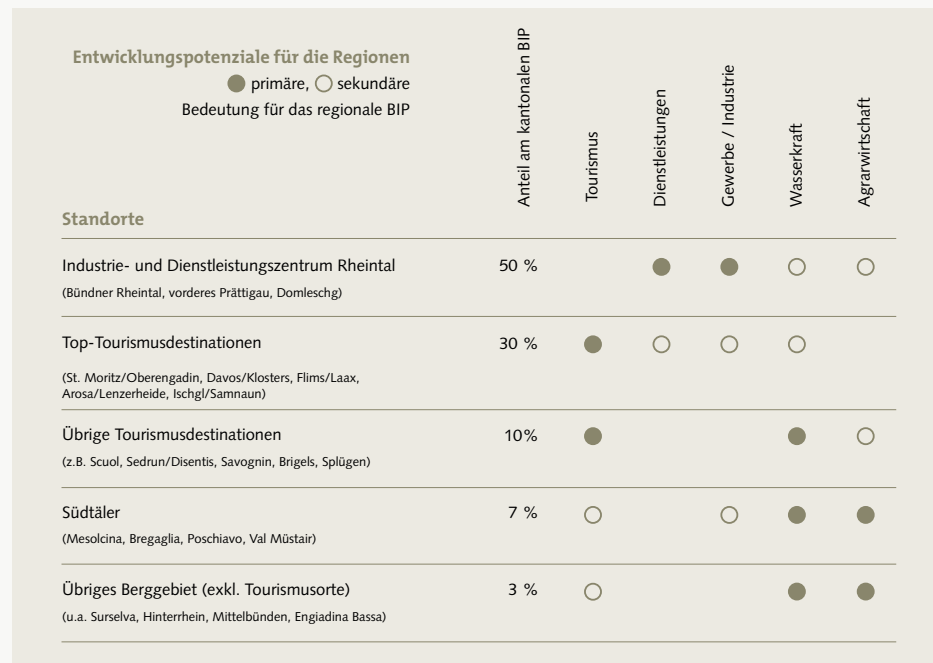 Entwicklungspotenziale für die Regionen
primäre, sekundäre
Bedeutung für das regionale BIP
Standorte
Anteil am kantonalen BIP
Tourismus
Dienstleistungen
Gewerbe / Industrie
Wasserkraft
Agrarwirtschaft
Industrie- und Dienstleistungszentrum Rheintal 50 %
(Bündner Rheintal, vorderes Prättigau, Domleschg)
Top-Tourismusdestinationen 30 %
(St. Moritz/Oberengadin, Davos/Klosters, Flims/Laax,
Arosa/Lenzerheide, Ischgl/Samnaun)
Übrige Tourismusdestinationen 10%
(z.B. Scuol, Sedrun/Disentis, Savognin, Brigels, Splügen)
Südtäler 7 %
(Mesolcina, Bregaglia, Poschiavo, Val Müstair)
Übriges Berggebiet (exkl. Tourismusorte) 3 %
(u.a. Surselva, Hinterrhein, Mittelbünden, Engiadina Bassa)